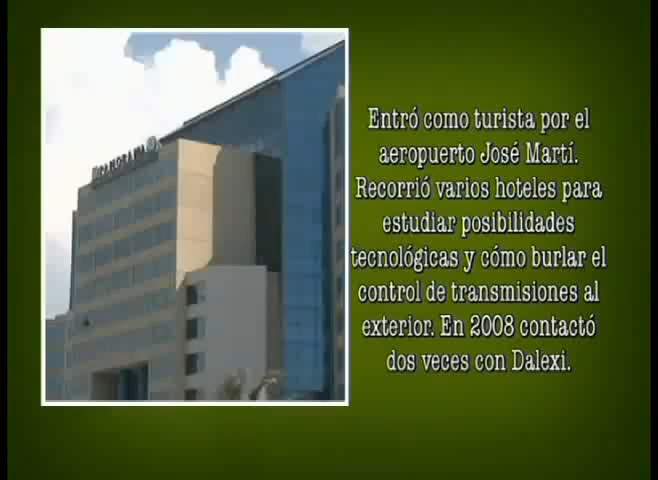 PANORAMA
Entró como turista por el
aeropuerto José Martí.
Recorrió varios hoteles para
estudiar posibilidades
tecnológicas y cómo burlar el
control de transmisiones al
exterior. En 2008 contactó
dos veces con Dalexi.